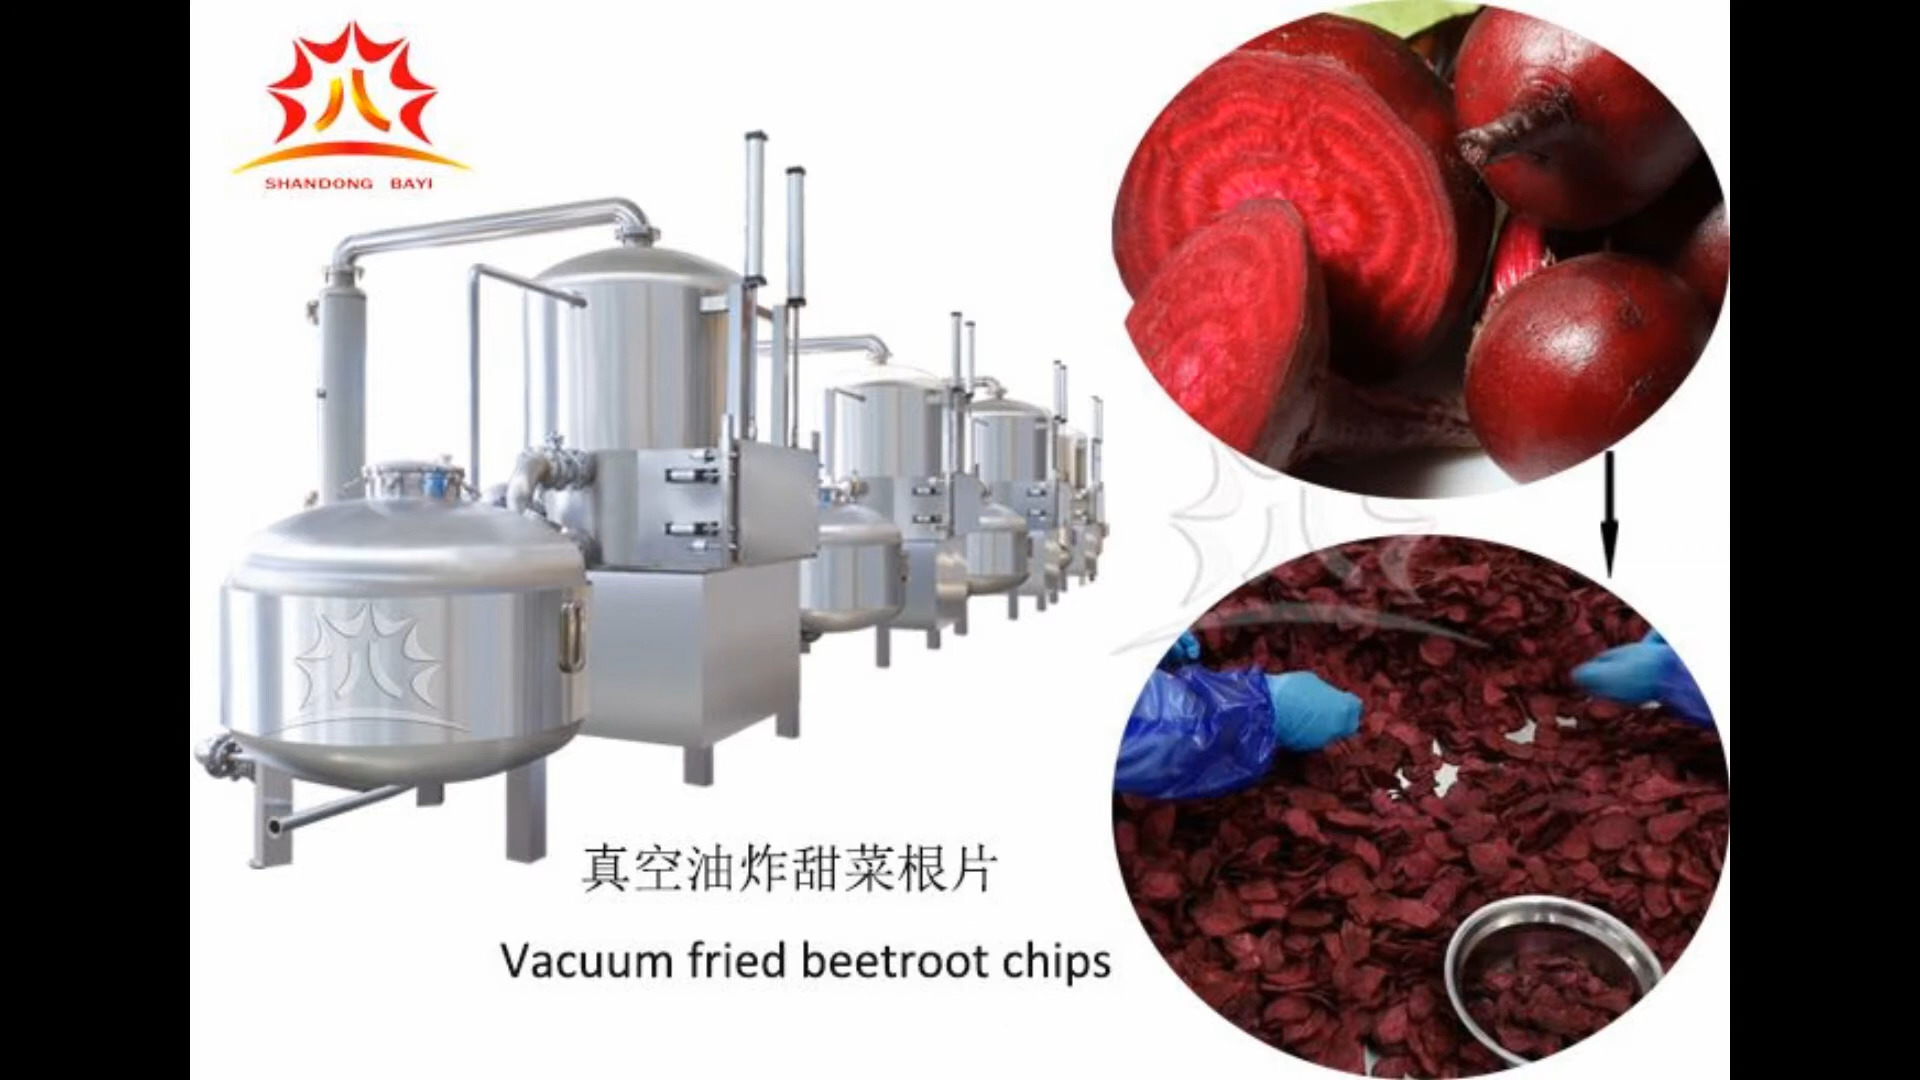 SHANDONG BAYI
真空油炸甜菜根片
Vacuum fried beetroot chips